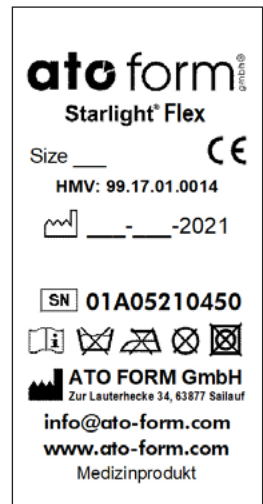 ato form gmbh®
Starlight® Flex
Size ___ CE
HMV: 99.17.01.0014
___-___-2021
SN 01A05210450
ATO FORM GmbH
Zur Lauterhecke 34, 63877 Sailauf
info@ato-form.com
www.ato-form.com
Medizinprodukt